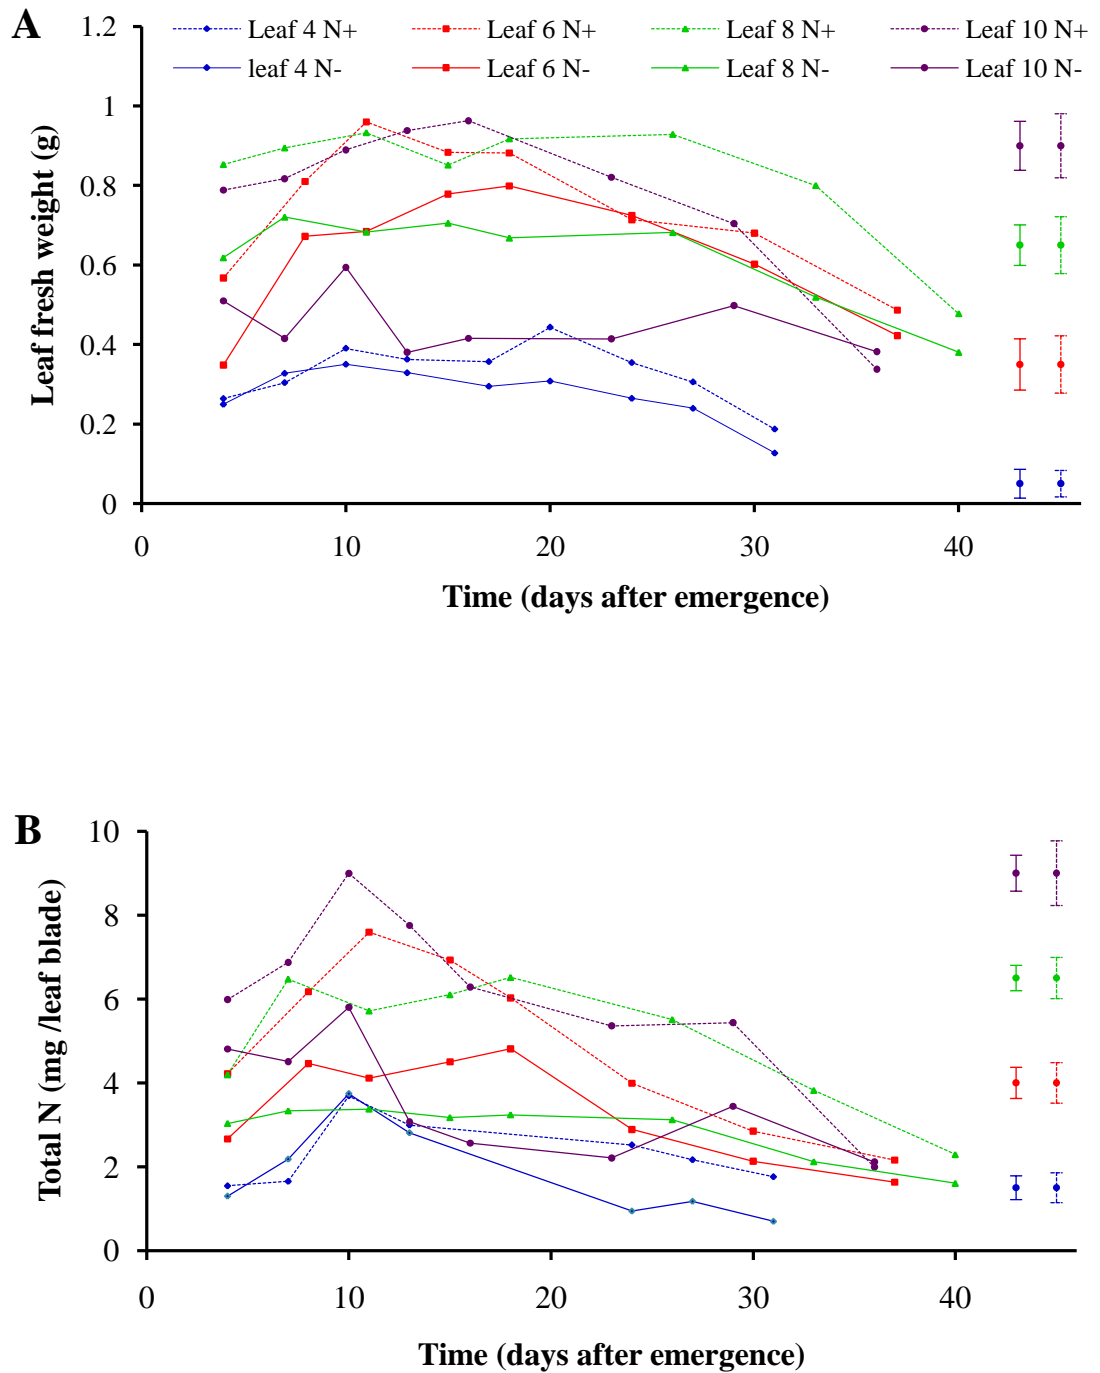 A
1.2
Leaf 4 N+ Leaf 6 N+ Leaf 8 N+ Leaf 10 N+
leaf 4 N- Leaf 6 N- Leaf 8 N- Leaf 10 N-
1
0.8
0.6
0.4
0.2
0
Leaf fresh weight (g)
0 10 20 30 40
Time (days after emergence)
B
10
8
6
4
2
0
Total N (mg /leaf blade)
0 10 20 30 40
Time (days after emergence)